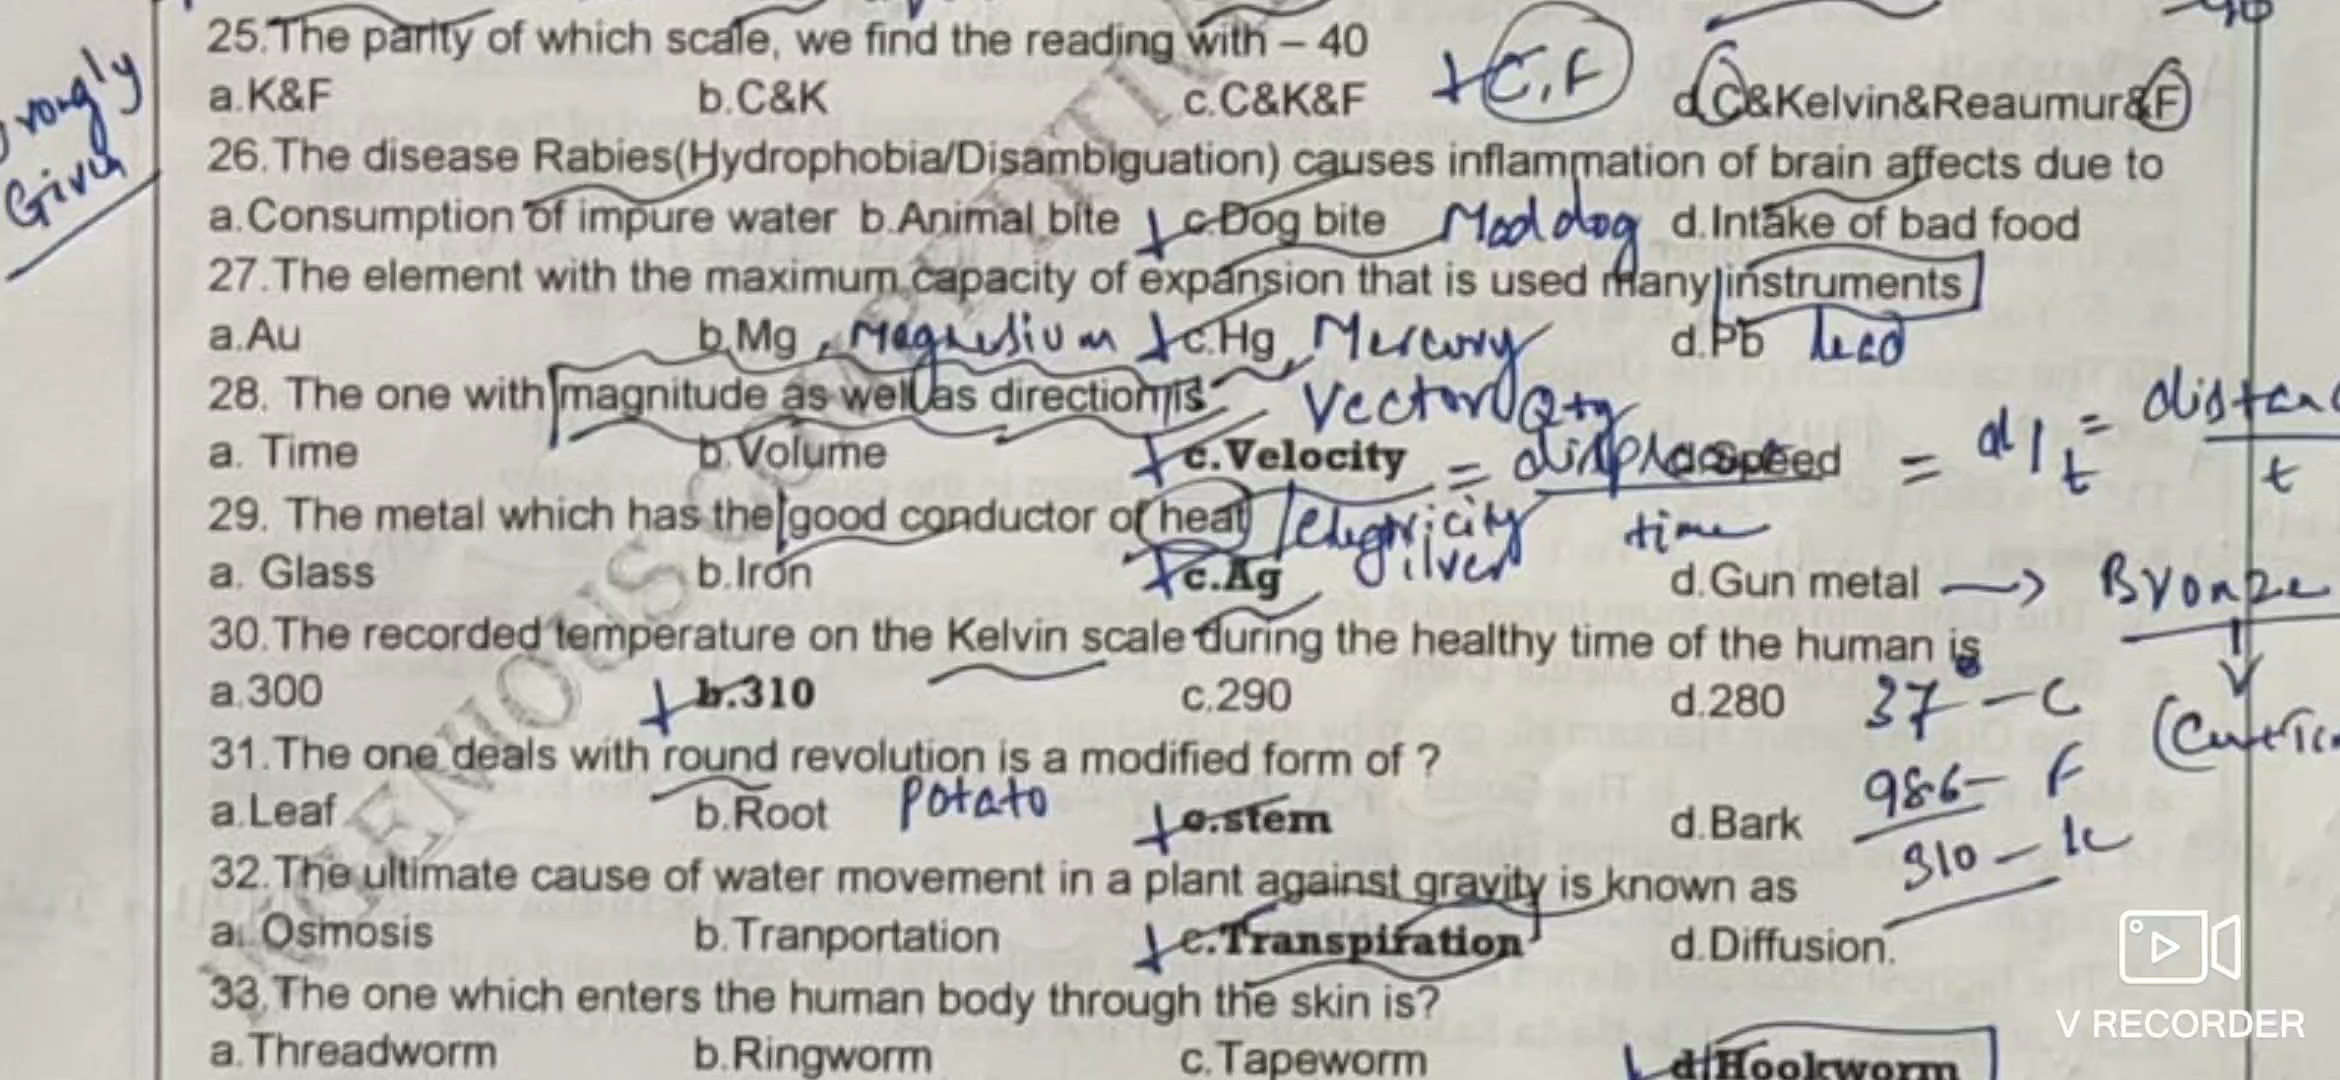 25.The parity of which scale, we find the reading with – 40
a.K&F b.C&K c.C&K&F C,F d.C&Kelvin&Reaumur&F
Given
26.The disease Rabies(Hydrophobia/Disambiguation) causes inflammation of brain affects due to
a.Consumption of impure water b.Animal bite c.Dog bite Mad dog d.Intake of bad food
27.The element with the maximum capacity of expansion that is used many instruments
a.Au b.Mg, Magnesium c.Hg, Mercury d.Pb lead
28. The one with magnitude as well as direction is Vector Qty
a. Time b.Volume c.Velocity = d.Speed = d/t =
t
29. The metal which has the good conductor of heat / time
a. Glass b.Iron c.Ag silver d.Gun metal → Bronze
30.The recorded temperature on the Kelvin scale during the healthy time of the human is
a.300 b.310 c.290 d.280 37° – C
31.The one deals with round revolution is a modified form of ?
98.6 – F
a.Leaf b.Root Potato c.stem d.Bark
310 – K
32.The ultimate cause of water movement in a plant against gravity is known as
a. Osmosis b.Tranportation c.Transpiration d.Diffusion.
33.The one which enters the human body through the skin is?
V RECORDER
a.Threadworm b.Ringworm c.Tapeworm d.Hookworm
INGENIOUS